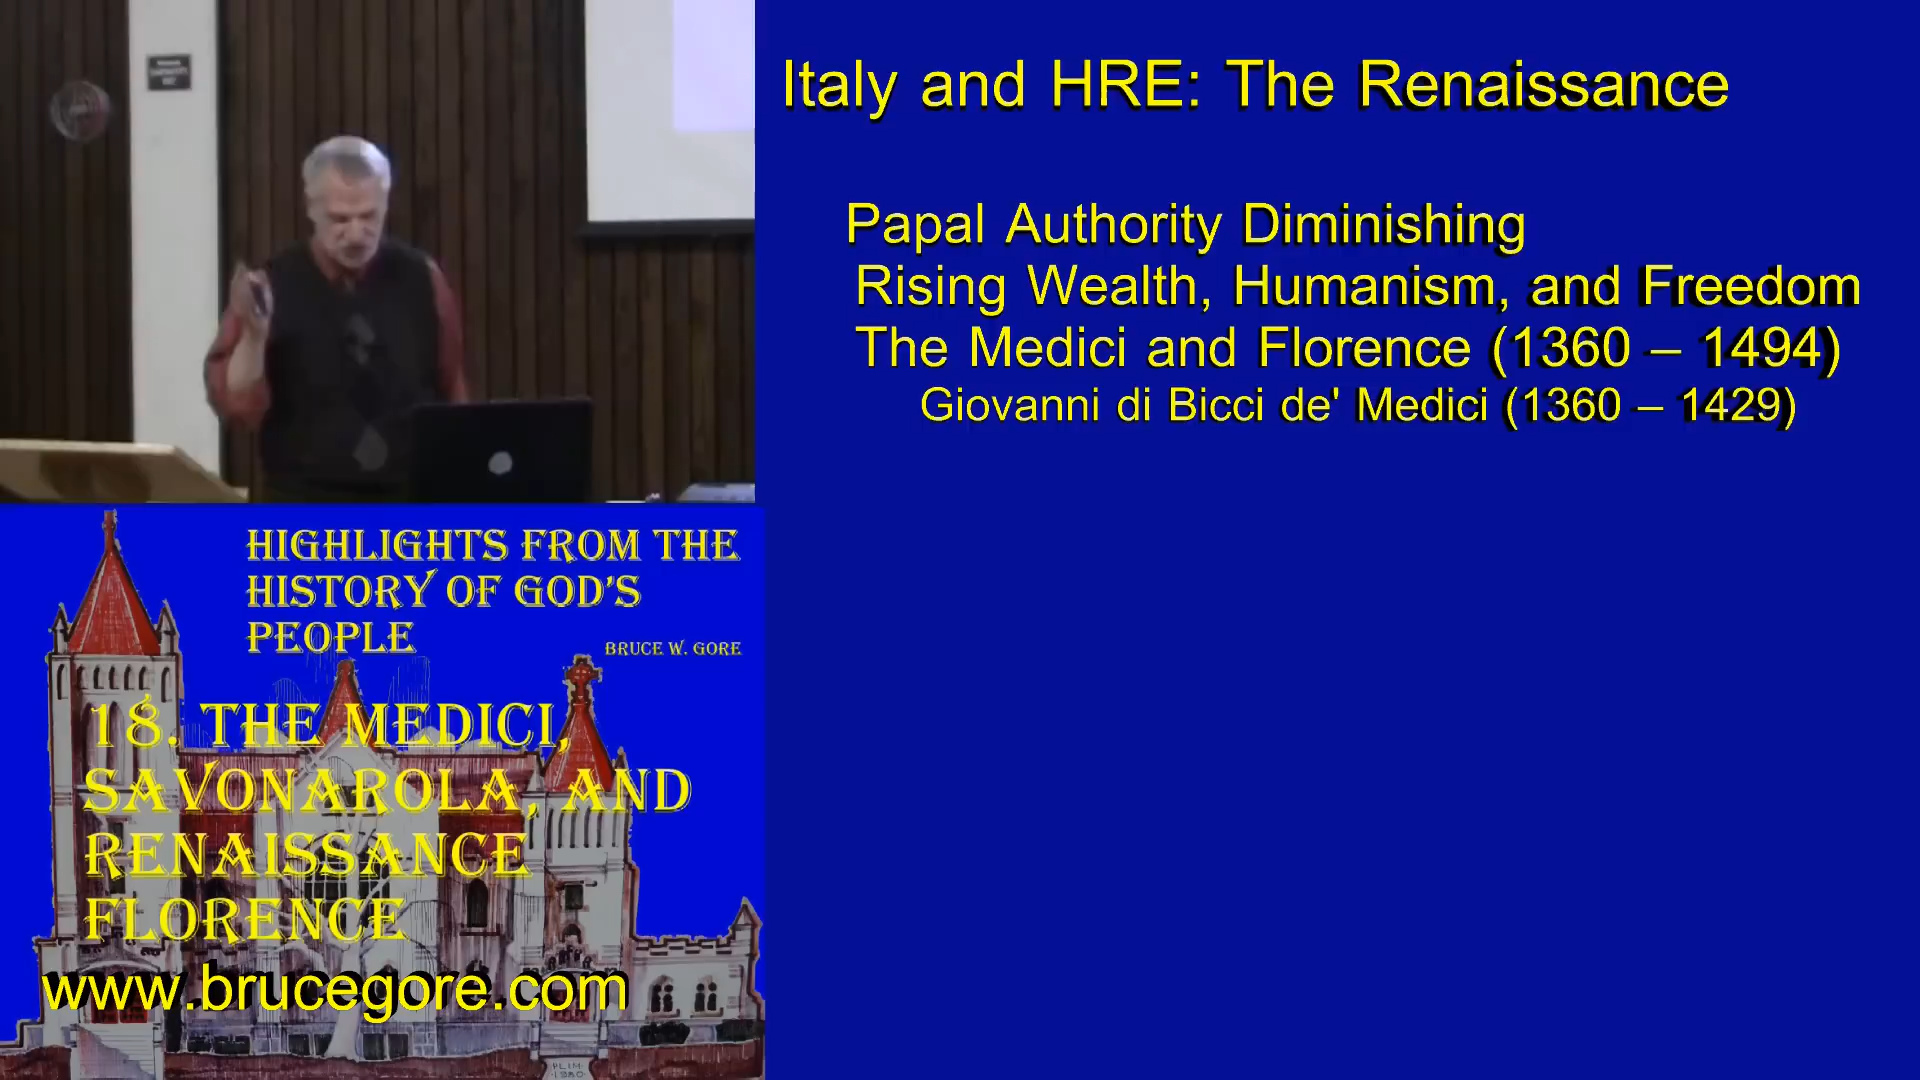 Italy and HRE: The Renaissance
Papal Authority Diminishing
Rising Wealth, Humanism, and Freedom
The Medici and Florence (1360 – 1494)
Giovanni di Bicci de' Medici (1360 – 1429)
HIGHLIGHTS FROM THE
HISTORY OF GOD'S
PEOPLE
BRUCE W. GORE
18. THE MEDICI,
SAVONAROLA, AND
RENAISSANCE
FLORENCE
www.brucegore.com